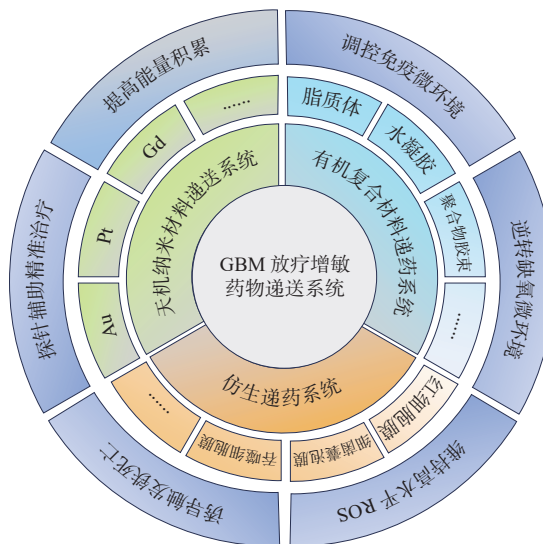 GBM 放疗增敏
药物递送系统
天机纳米材料递送系统
有机复合材料递药系统
仿生递药系统
Au
Pt
Gd
......
脂质体
水凝胶
聚合物胶束
......
红细胞膜
细菌囊泡膜
吞噬细胞膜
......
提高能量积累
调控免疫微环境
逆转缺氧微环境
维持高水平 ROS
诱导触发铁死亡
探针辅助精准治疗